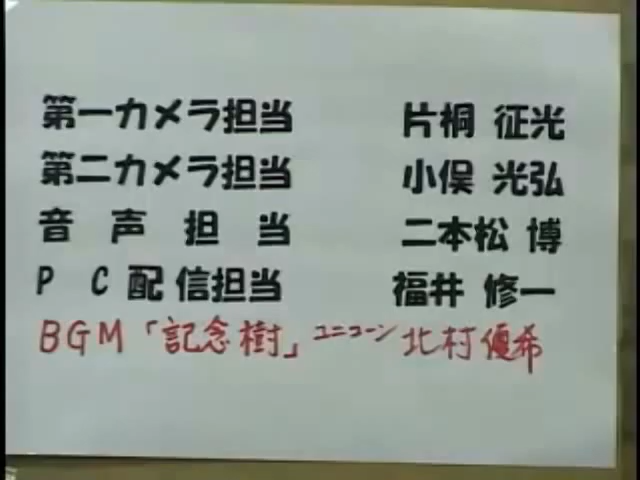 第一カメラ担当 片桐 征光
第二カメラ担当 小俣 光弘
音声担当 二本松 博
PC配信担当 福井 修一
BGM「記念樹」ユニコーン 北村優希